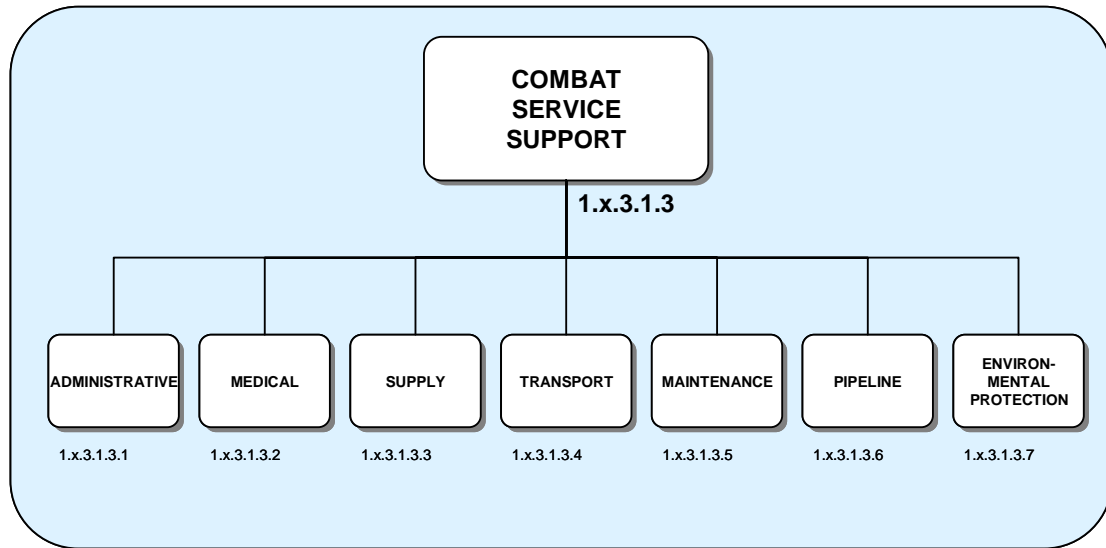 COMBAT
SERVICE
SUPPORT
1.x.3.1.3
ADMINISTRATIVE
MEDICAL
SUPPLY
TRANSPORT
MAINTENANCE
PIPELINE
ENVIRON-
MENTAL
PROTECTION
1.x.3.1.3.1
1.x.3.1.3.2
1.x.3.1.3.3
1.x.3.1.3.4
1.x.3.1.3.5
1.x.3.1.3.6
1.x.3.1.3.7